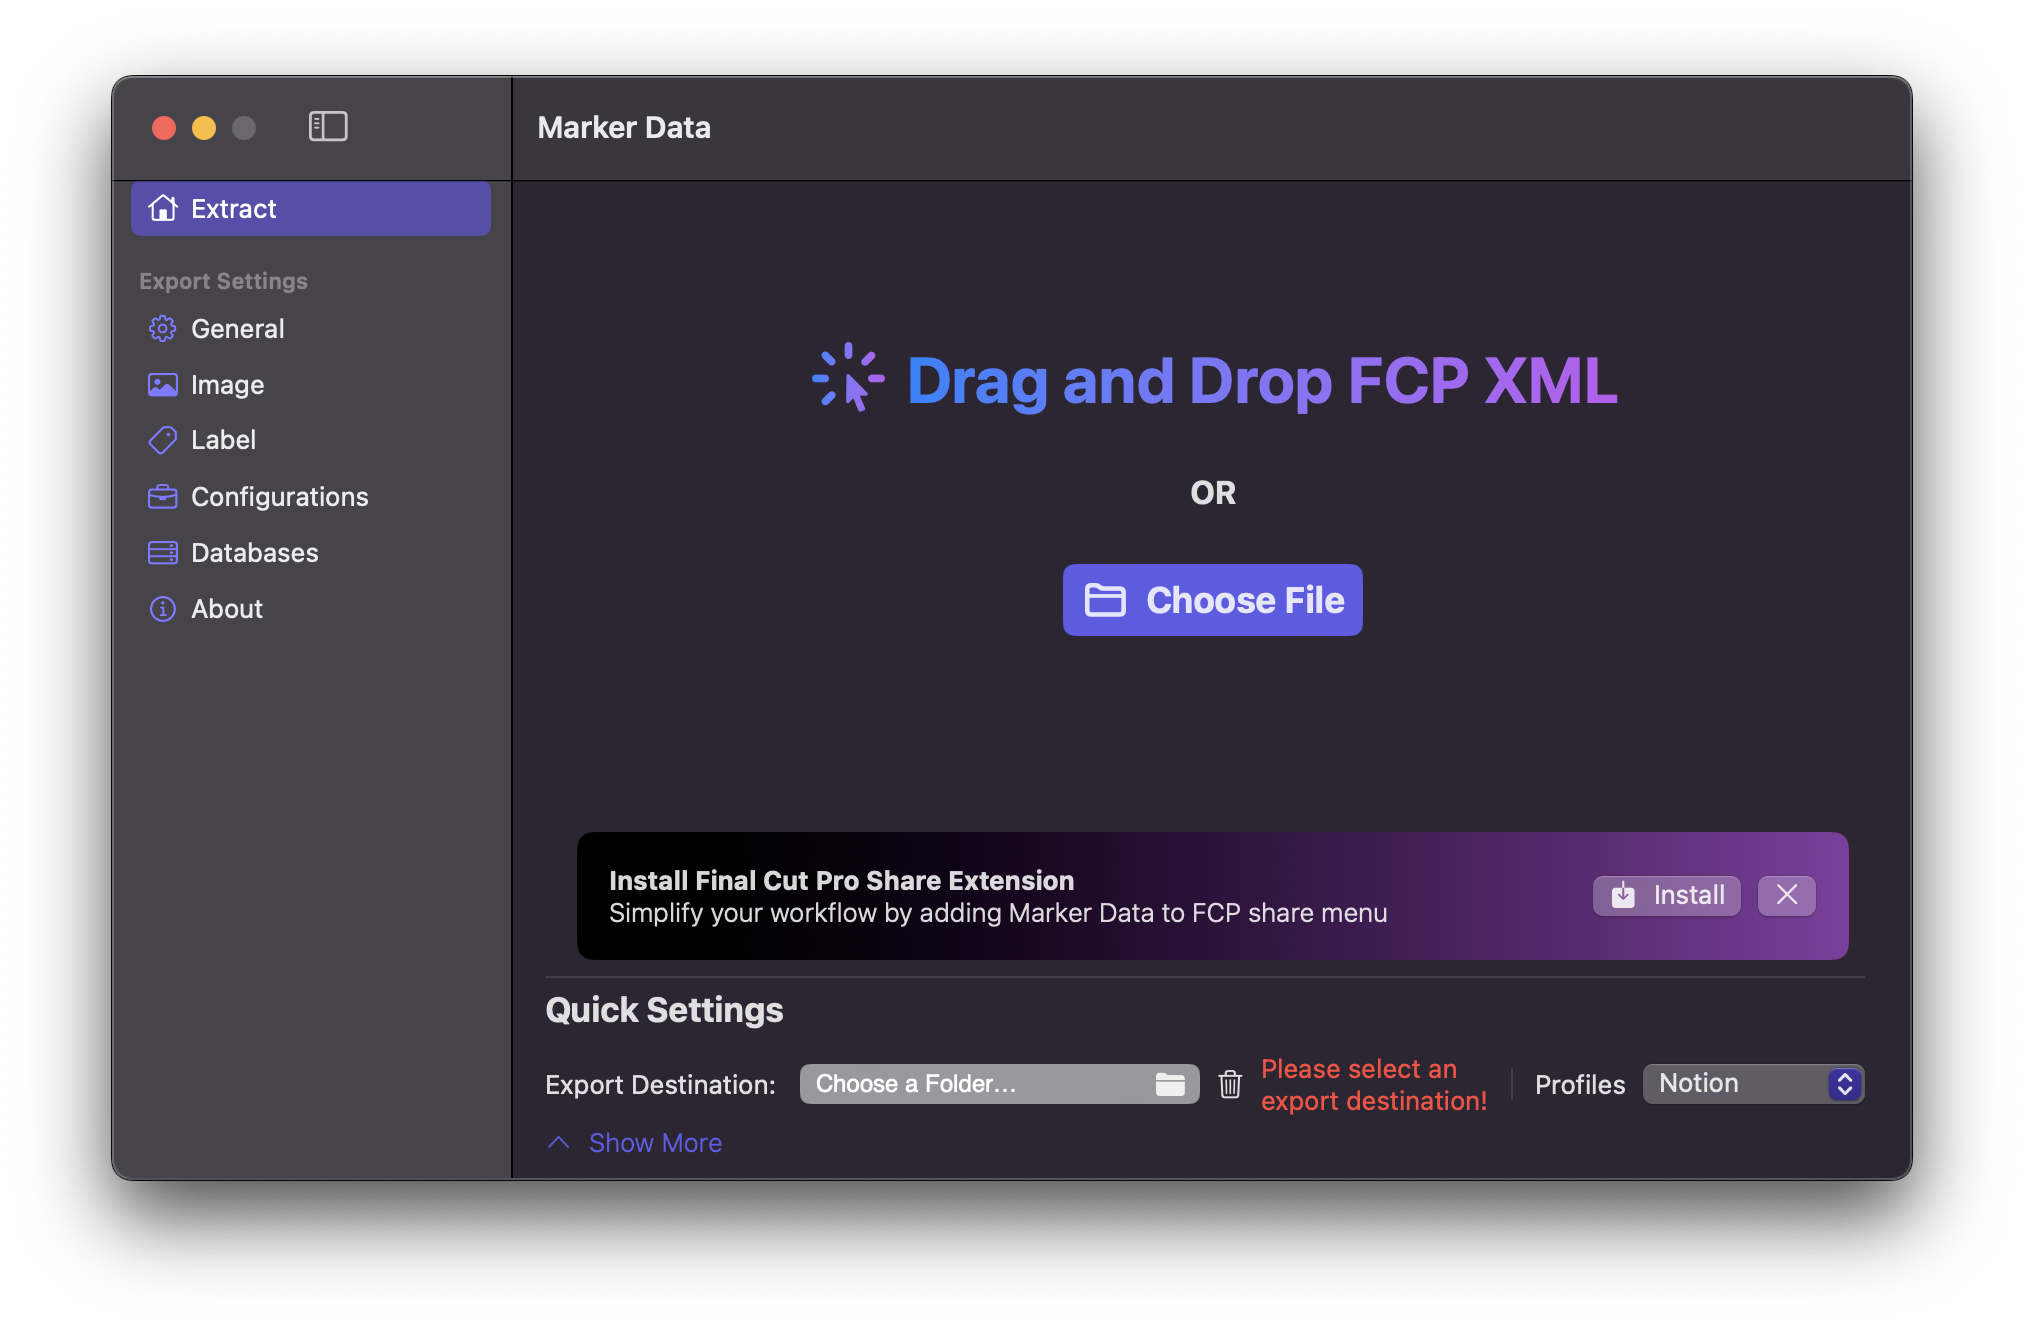 Marker Data
Extract
Export Settings
General
Image
Label
Configurations
Databases
About
Drag and Drop FCP XML
OR
Choose File
Install Final Cut Pro Share Extension
Simplify your workflow by adding Marker Data to FCP share menu
Install
Quick Settings
Export Destination:
Choose a Folder...
Please select an
export destination!
Profiles
Notion
Show More